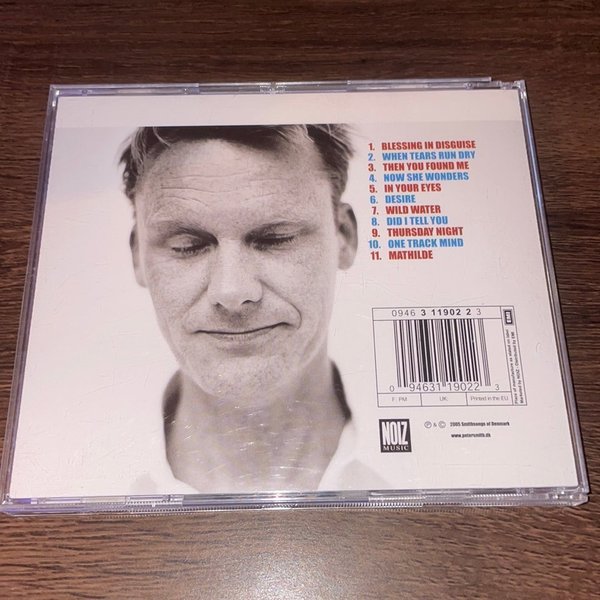 1. BLESSING IN DISGUISE
2. WHEN TEARS RUN DRY
3. THEN YOU FOUND ME
4. NOW SHE WONDERS
5. IN YOUR EYES
6. DESIRE
7. WILD WATER
8. DID I TELL YOU
9. THURSDAY NIGHT
10. ONE TRACK MIND
11. MATHILDE
0946 3 11902 2 3
0 94631 19022 3
F: PM UK: Printed in the EU
EMI
NOIZ
MUSIC
℗ & © 2005 Smithsongs of Denmark
www.petersmith.dk